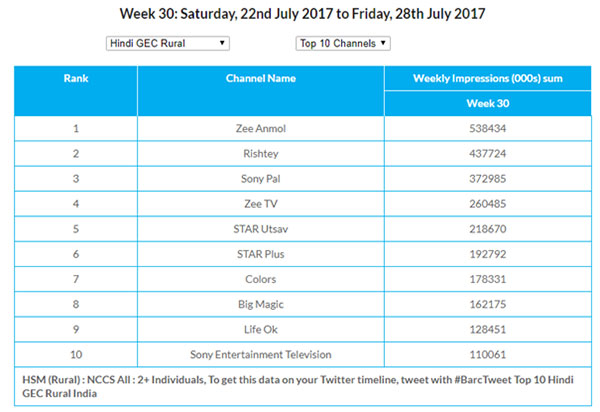 Week 30: Saturday, 22nd July 2017 to Friday, 28th July 2017
Hindi GEC Rural Top 10 Channels
Rank Channel Name Weekly Impressions (000s) sum
Week 30
1 Zee Anmol 538434
2 Rishtey 437724
3 Sony Pal 372985
4 Zee TV 260485
5 STAR Utsav 218670
6 STAR Plus 192792
7 Colors 178331
8 Big Magic 162175
9 Life Ok 128451
10 Sony Entertainment Television 110061
HSM (Rural) : NCCS All : 2+ Individuals, To get this data on your Twitter timeline, tweet with #BarcTweet Top 10 Hindi
GEC Rural India